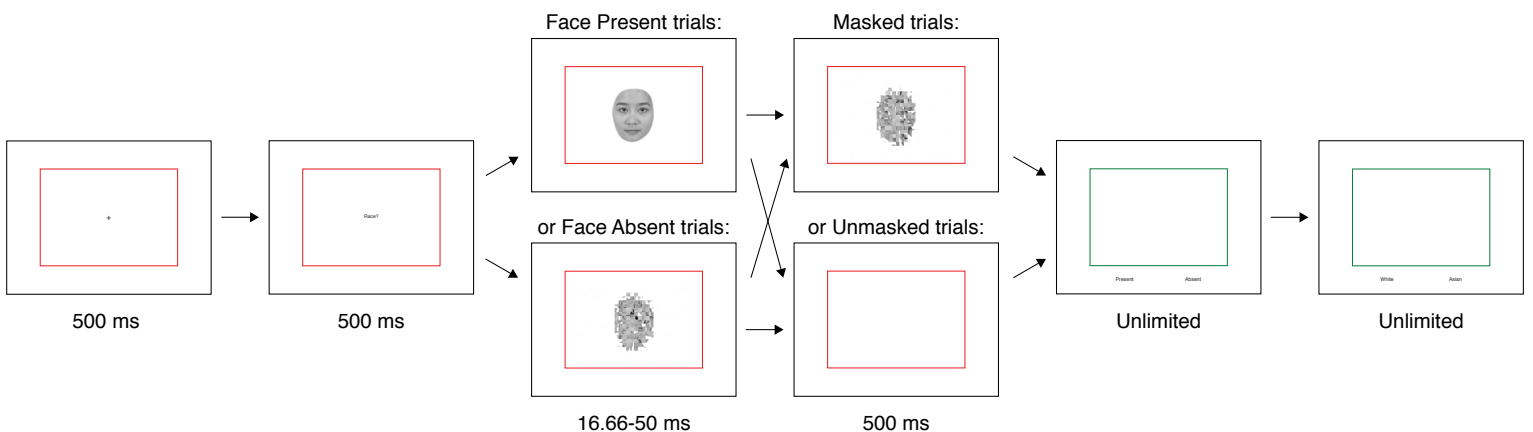 Face Present trials:
Masked trials:
+
Race?
or Face Absent trials:
or Unmasked trials:
Present Absent
White Asian
500 ms
500 ms
Unlimited
Unlimited
16.66-50 ms
500 ms